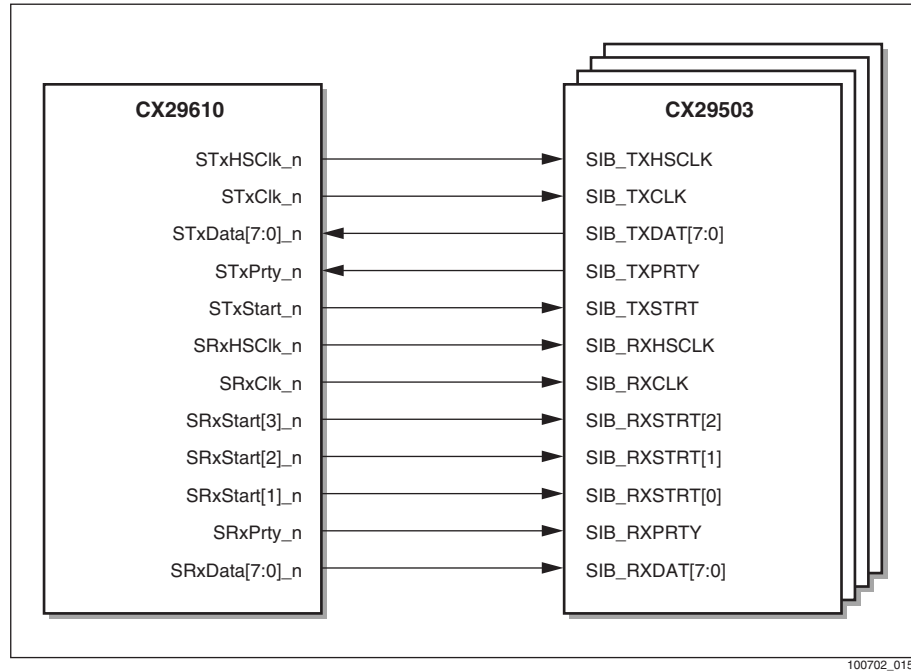 CX29610 CX29503
STxHSClk_n SIB_TXHSCLK
STxClk_n SIB_TXCLK
STxData[7:0]_n SIB_TXDAT[7:0]
STxPrty_n SIB_TXPRTY
STxStart_n SIB_TXSTRT
SRxHSClk_n SIB_RXHSCLK
SRxClk_n SIB_RXCLK
SRxStart[3]_n SIB_RXSTRT[2]
SRxStart[2]_n SIB_RXSTRT[1]
SRxStart[1]_n SIB_RXSTRT[0]
SRxPrty_n SIB_RXPRTY
SRxData[7:0]_n SIB_RXDAT[7:0]
100702_015